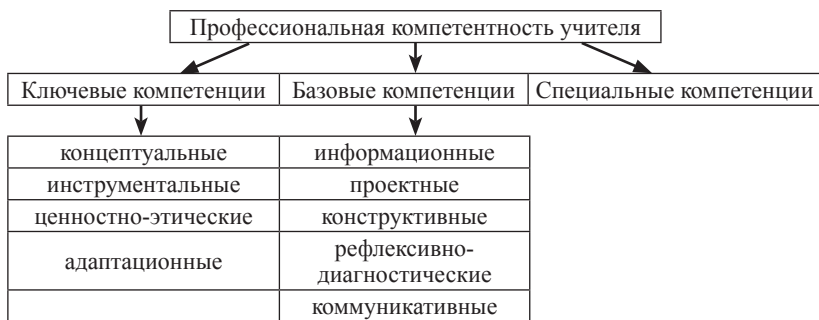 Профессиональная компетентность учителя
Ключевые компетенции Базовые компетенции Специальные компетенции
концептуальные информационные
инструментальные проектные
ценностно-этические конструктивные
адаптационные рефлексивно-
диагностические
коммуникативные